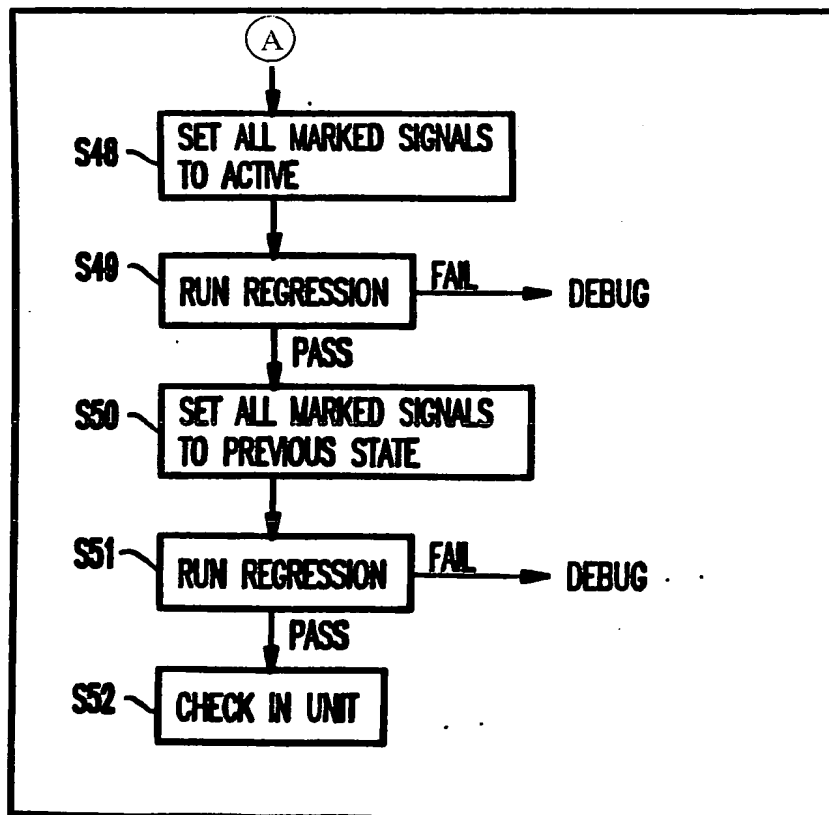 A
S48
SET ALL MARKED SIGNALS
TO ACTIVE
S49
RUN REGRESSION
FAIL
DEBUG
PASS
S50
SET ALL MARKED SIGNALS
TO PREVIOUS STATE
S51
RUN REGRESSION
FAIL
DEBUG
PASS
S52
CHECK IN UNIT